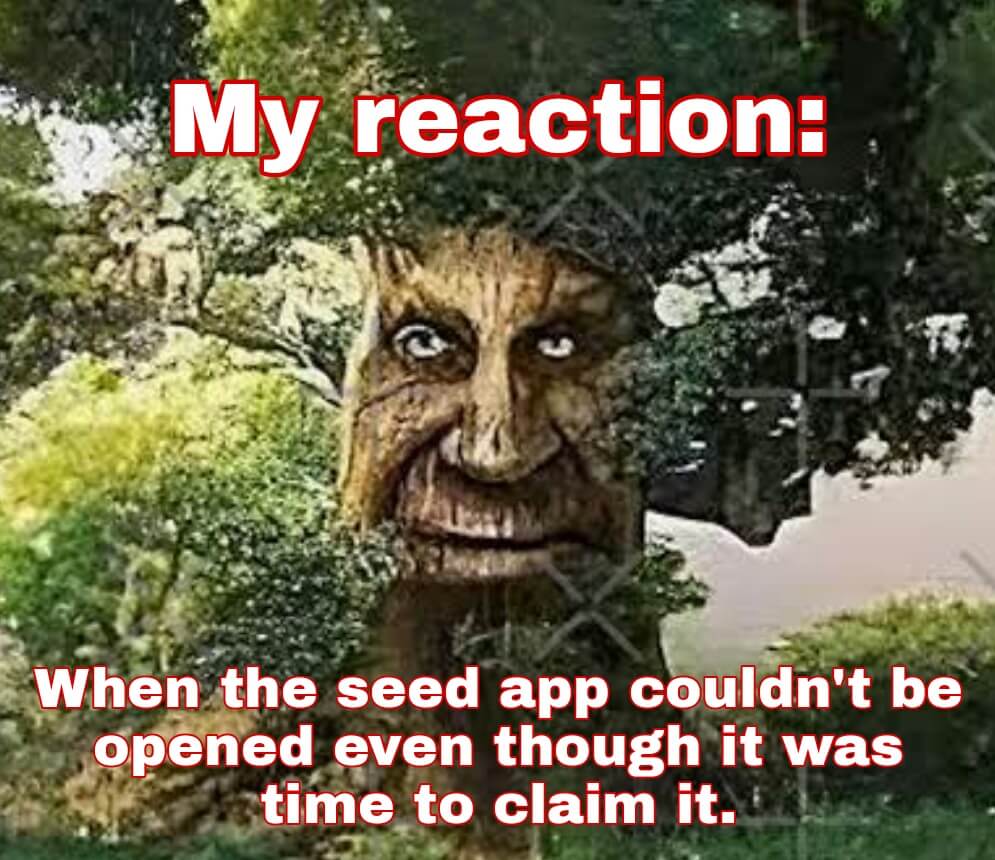 My reaction:
When the seed app couldn't be
opened even though it was
time to claim it.